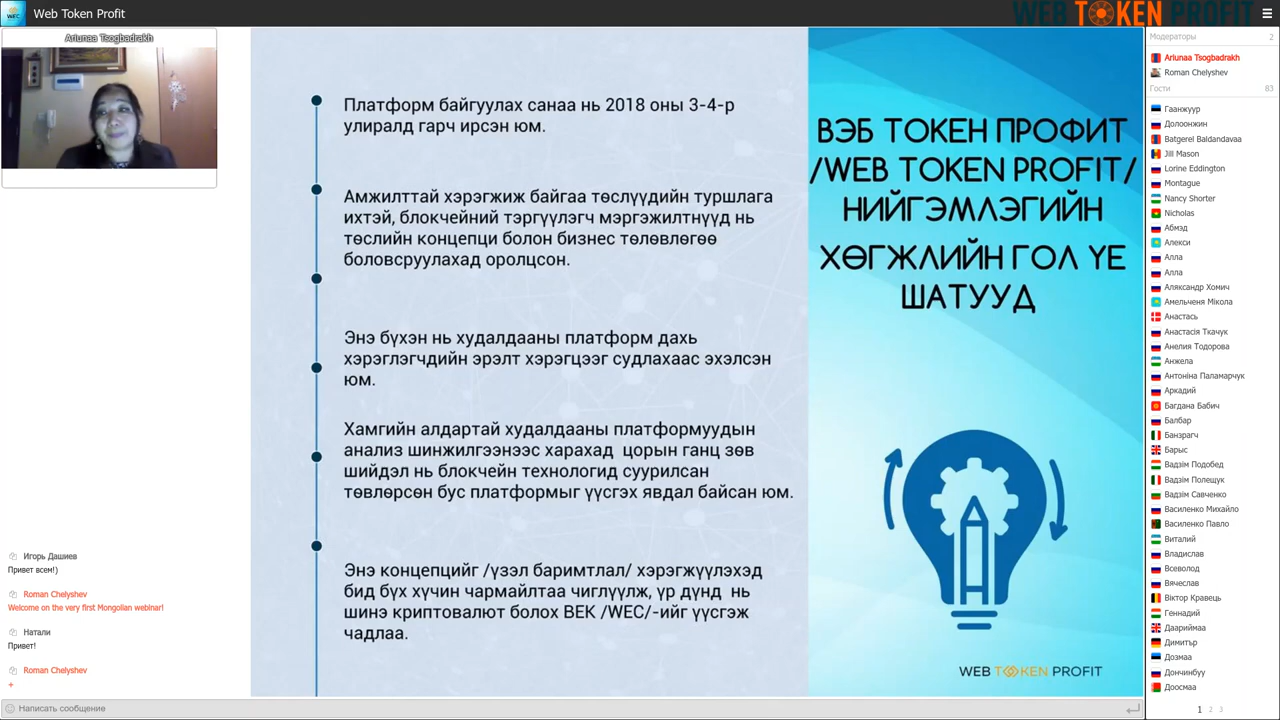 Web Token Profit
WEB TOKEN PROFIT
Ariunaa Tsogbadrakh
Платформ байгуулах санаа нь 2018 оны 3-4-р
улиралд гарч ирсэн юм.
Амжилттай хэрэгжиж байгаа төслүүдийн туршлага
ихтэй, блокчейний тэргүүлэгч мэргэжилтнүүд нь
төслийн концепци болон бизнес төлөвлөгөө
боловсруулахад оролцсон.
Энэ бүхэн нь худалдааны платформ дахь
хэрэглэгчдийн эрэлт хэрэгцээг судлахаас эхэлсэн
юм.
Хамгийн алдартай худалдааны платформуудын
анализ шинжилгээнээс харахад цорын ганц зөв
шийдэл нь блокчейн технологид суурилсан
төвлөрсөн бус платформыг үүсгэх явдал байсан юм.
Энэ концепцийг /үзэл баримтлал/ хэрэгжүүлэхэд
бид бүх хүчин чармайлтаа чиглүүлж, үр дүнд нь
шинэ криптовалют болох ВЕК /WEC/-ийг үүсгэж
чадлаа.
ВЭБ ТОКЕН ПРОФИТ
/WEB TOKEN PROFIT/
НИЙГЭМЛЭГИЙН
ХӨГЖЛИЙН ГОЛ ҮЕ
ШАТУУД
WEB TOKEN PROFIT
Игорь Дашиев
Привет всем!)
Roman Chelyshev
Welcome on the very first Mongolian webinar!
Натали
Привет!
Roman Chelyshev
+
Написать сообщение
Модераторы 2
Ariunaa Tsogbadrakh
Roman Chelyshev
Гости 83
Гаанжуур
Долоонжин
Batgerel Baldandavaa
Jill Mason
Lorine Eddington
Montague
Nancy Shorter
Nicholas
Абмэд
Алекси
Алла
Алла
Аляксандр Хомич
Амельченя Мікола
Анастась
Анастасія Ткачук
Анелия Тодорова
Анжела
Антоніна Паламарчук
Аркадий
Багдана Бабич
Балбар
Банзрагч
Барыс
Вадзім Подобед
Вадзім Полещук
Вадзім Савченко
Василенко Михайло
Василенко Павло
Виталий
Владислав
Всеволод
Вячеслав
Віктор Кравець
Геннадий
Даариймаа
Димитър
Дозмаа
Дончинбуу
Доосмаа
1 2 3